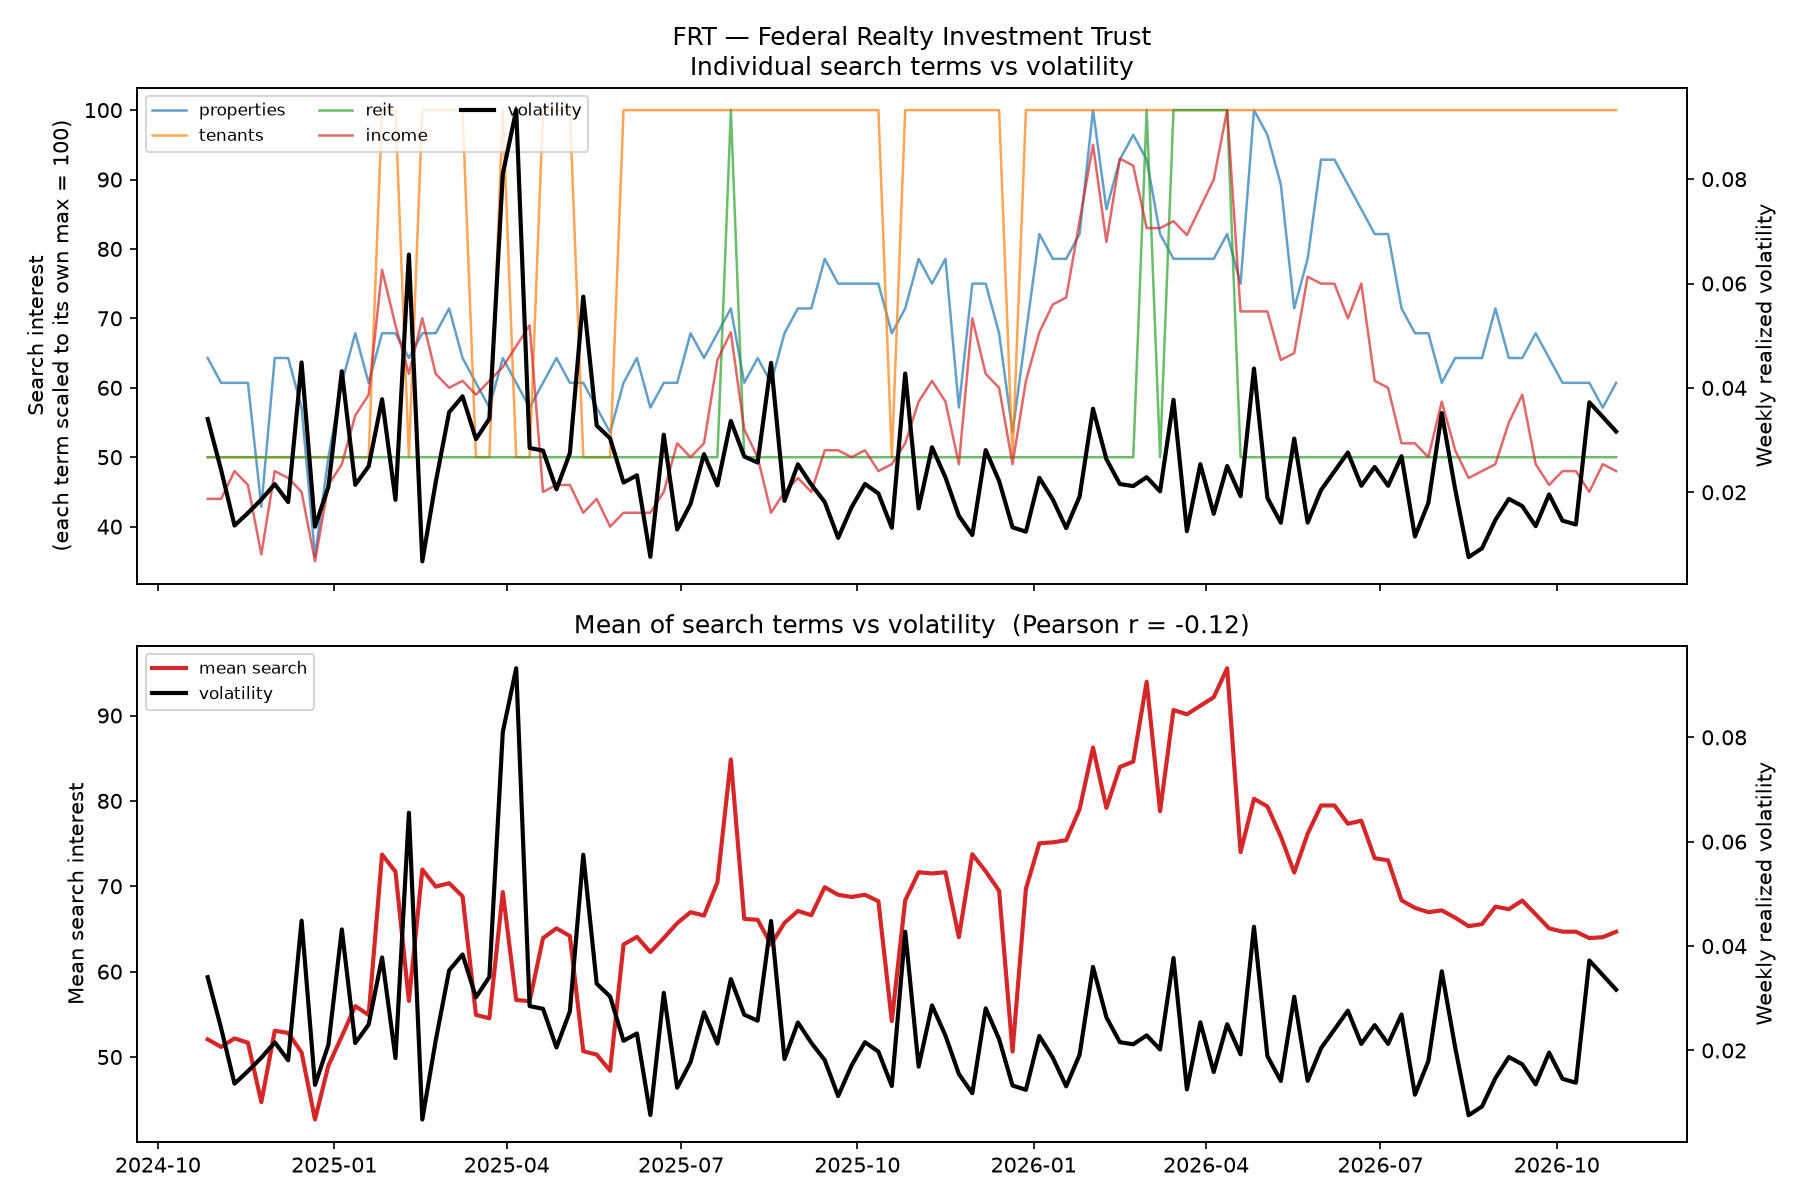 FRT — Federal Realty Investment Trust
Individual search terms vs volatility
properties
tenants
reit
income
volatility
Search interest
(each term scaled to its own max = 100)
100
90
80
70
60
50
40
0.08
0.06
0.04
0.02
Weekly realized volatility
Mean of search terms vs volatility  (Pearson r = -0.12)
mean search
volatility
Mean search interest
90
80
70
60
50
0.08
0.06
0.04
0.02
Weekly realized volatility
2024-10
2025-01
2025-04
2025-07
2025-10
2026-01
2026-04
2026-07
2026-10